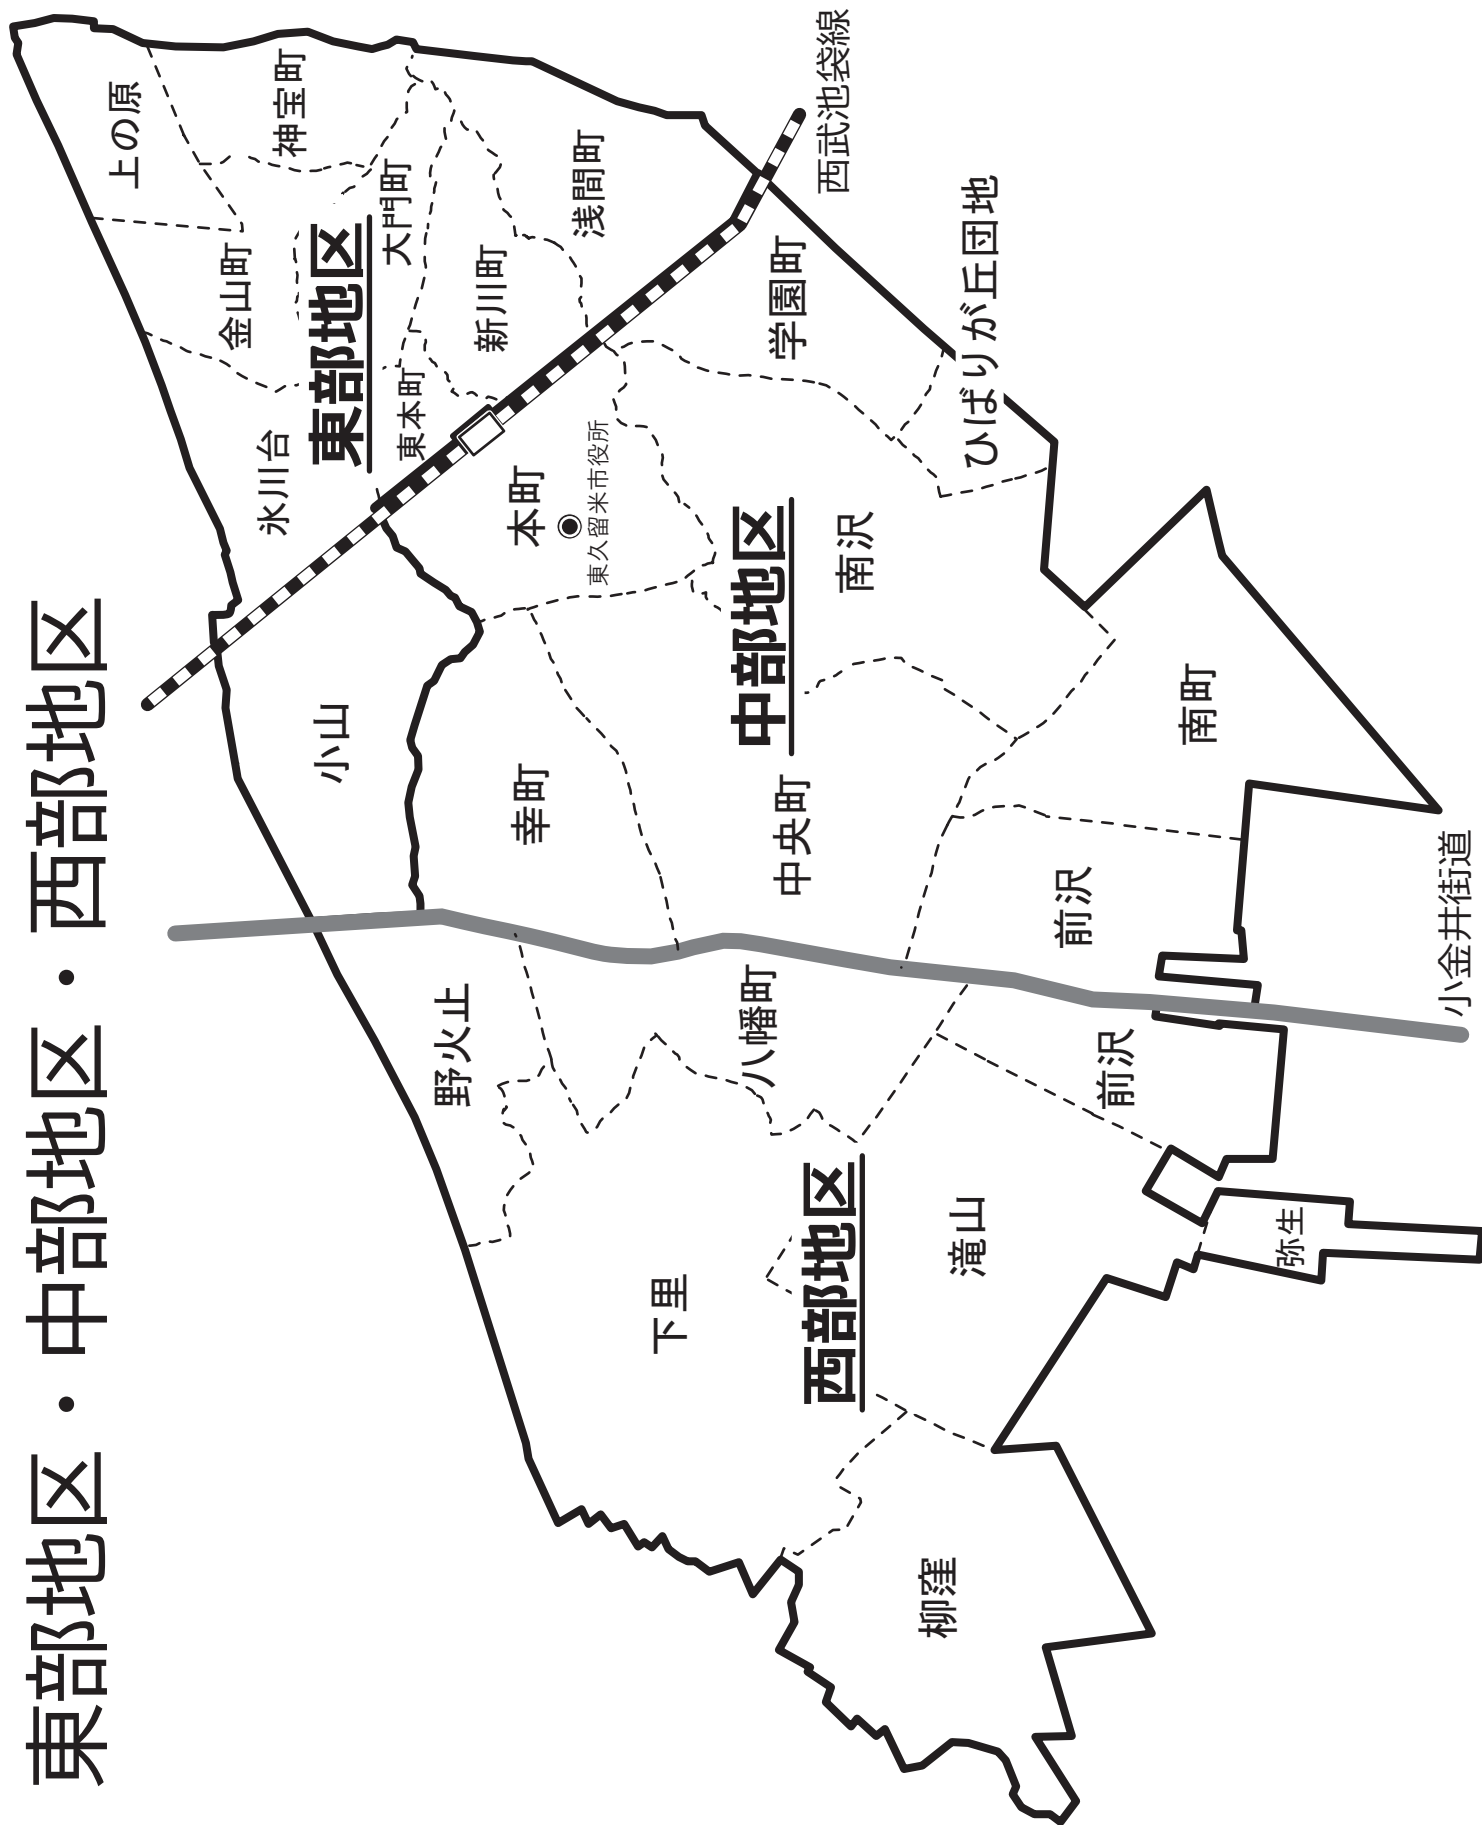 東部地区・中部地区・西部地区
上の原
神宝町
金山町
大門町
東部地区
氷川台
東本町
新川町
浅間町
西武池袋線
学園町
ひばりが丘団地
本町
東久留米市役所
小山
幸町
中部地区
南沢
中央町
南町
前沢
小金井街道
野火止
八幡町
前沢
下里
西部地区
滝山
弥生
柳窪